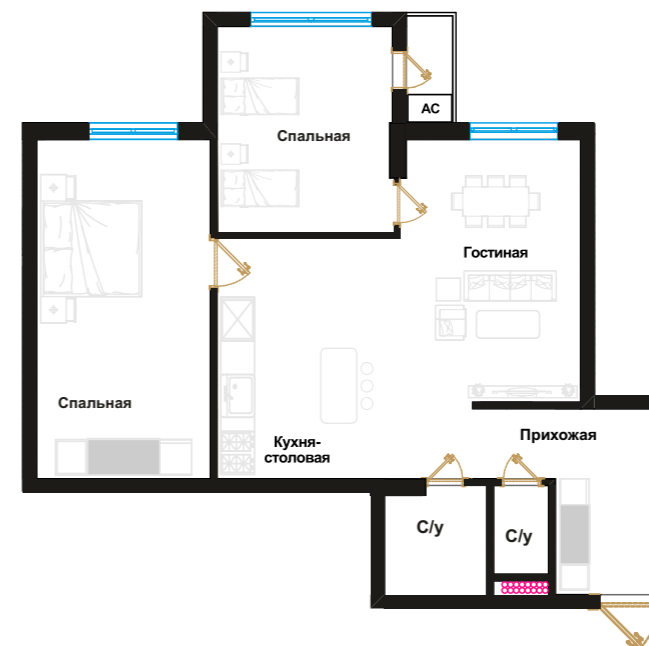 АС
Спальная
Гостиная
Спальная
Прихожая
Кухня-
столовая
С/у
С/у